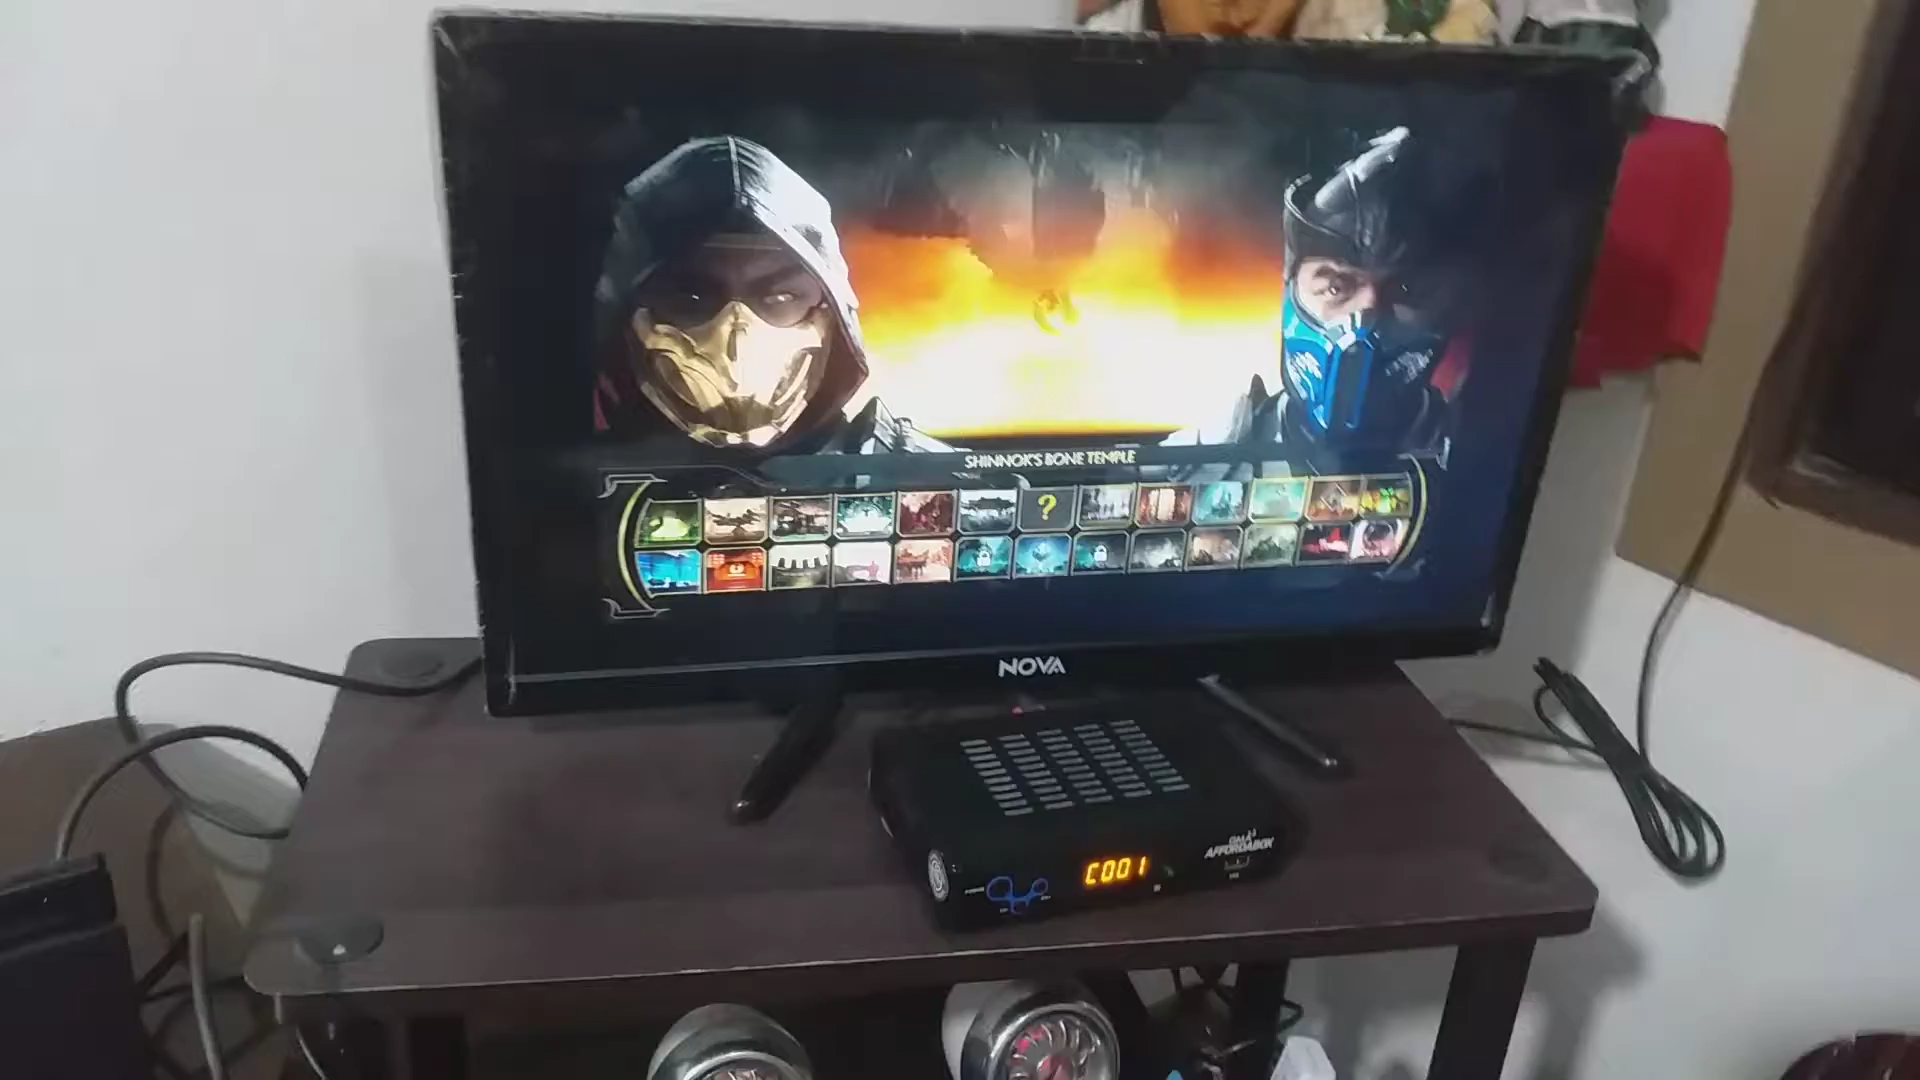 SHINNOK'S BONE TEMPLE
?
NOVA
GMA
AFFORDABOX
C001